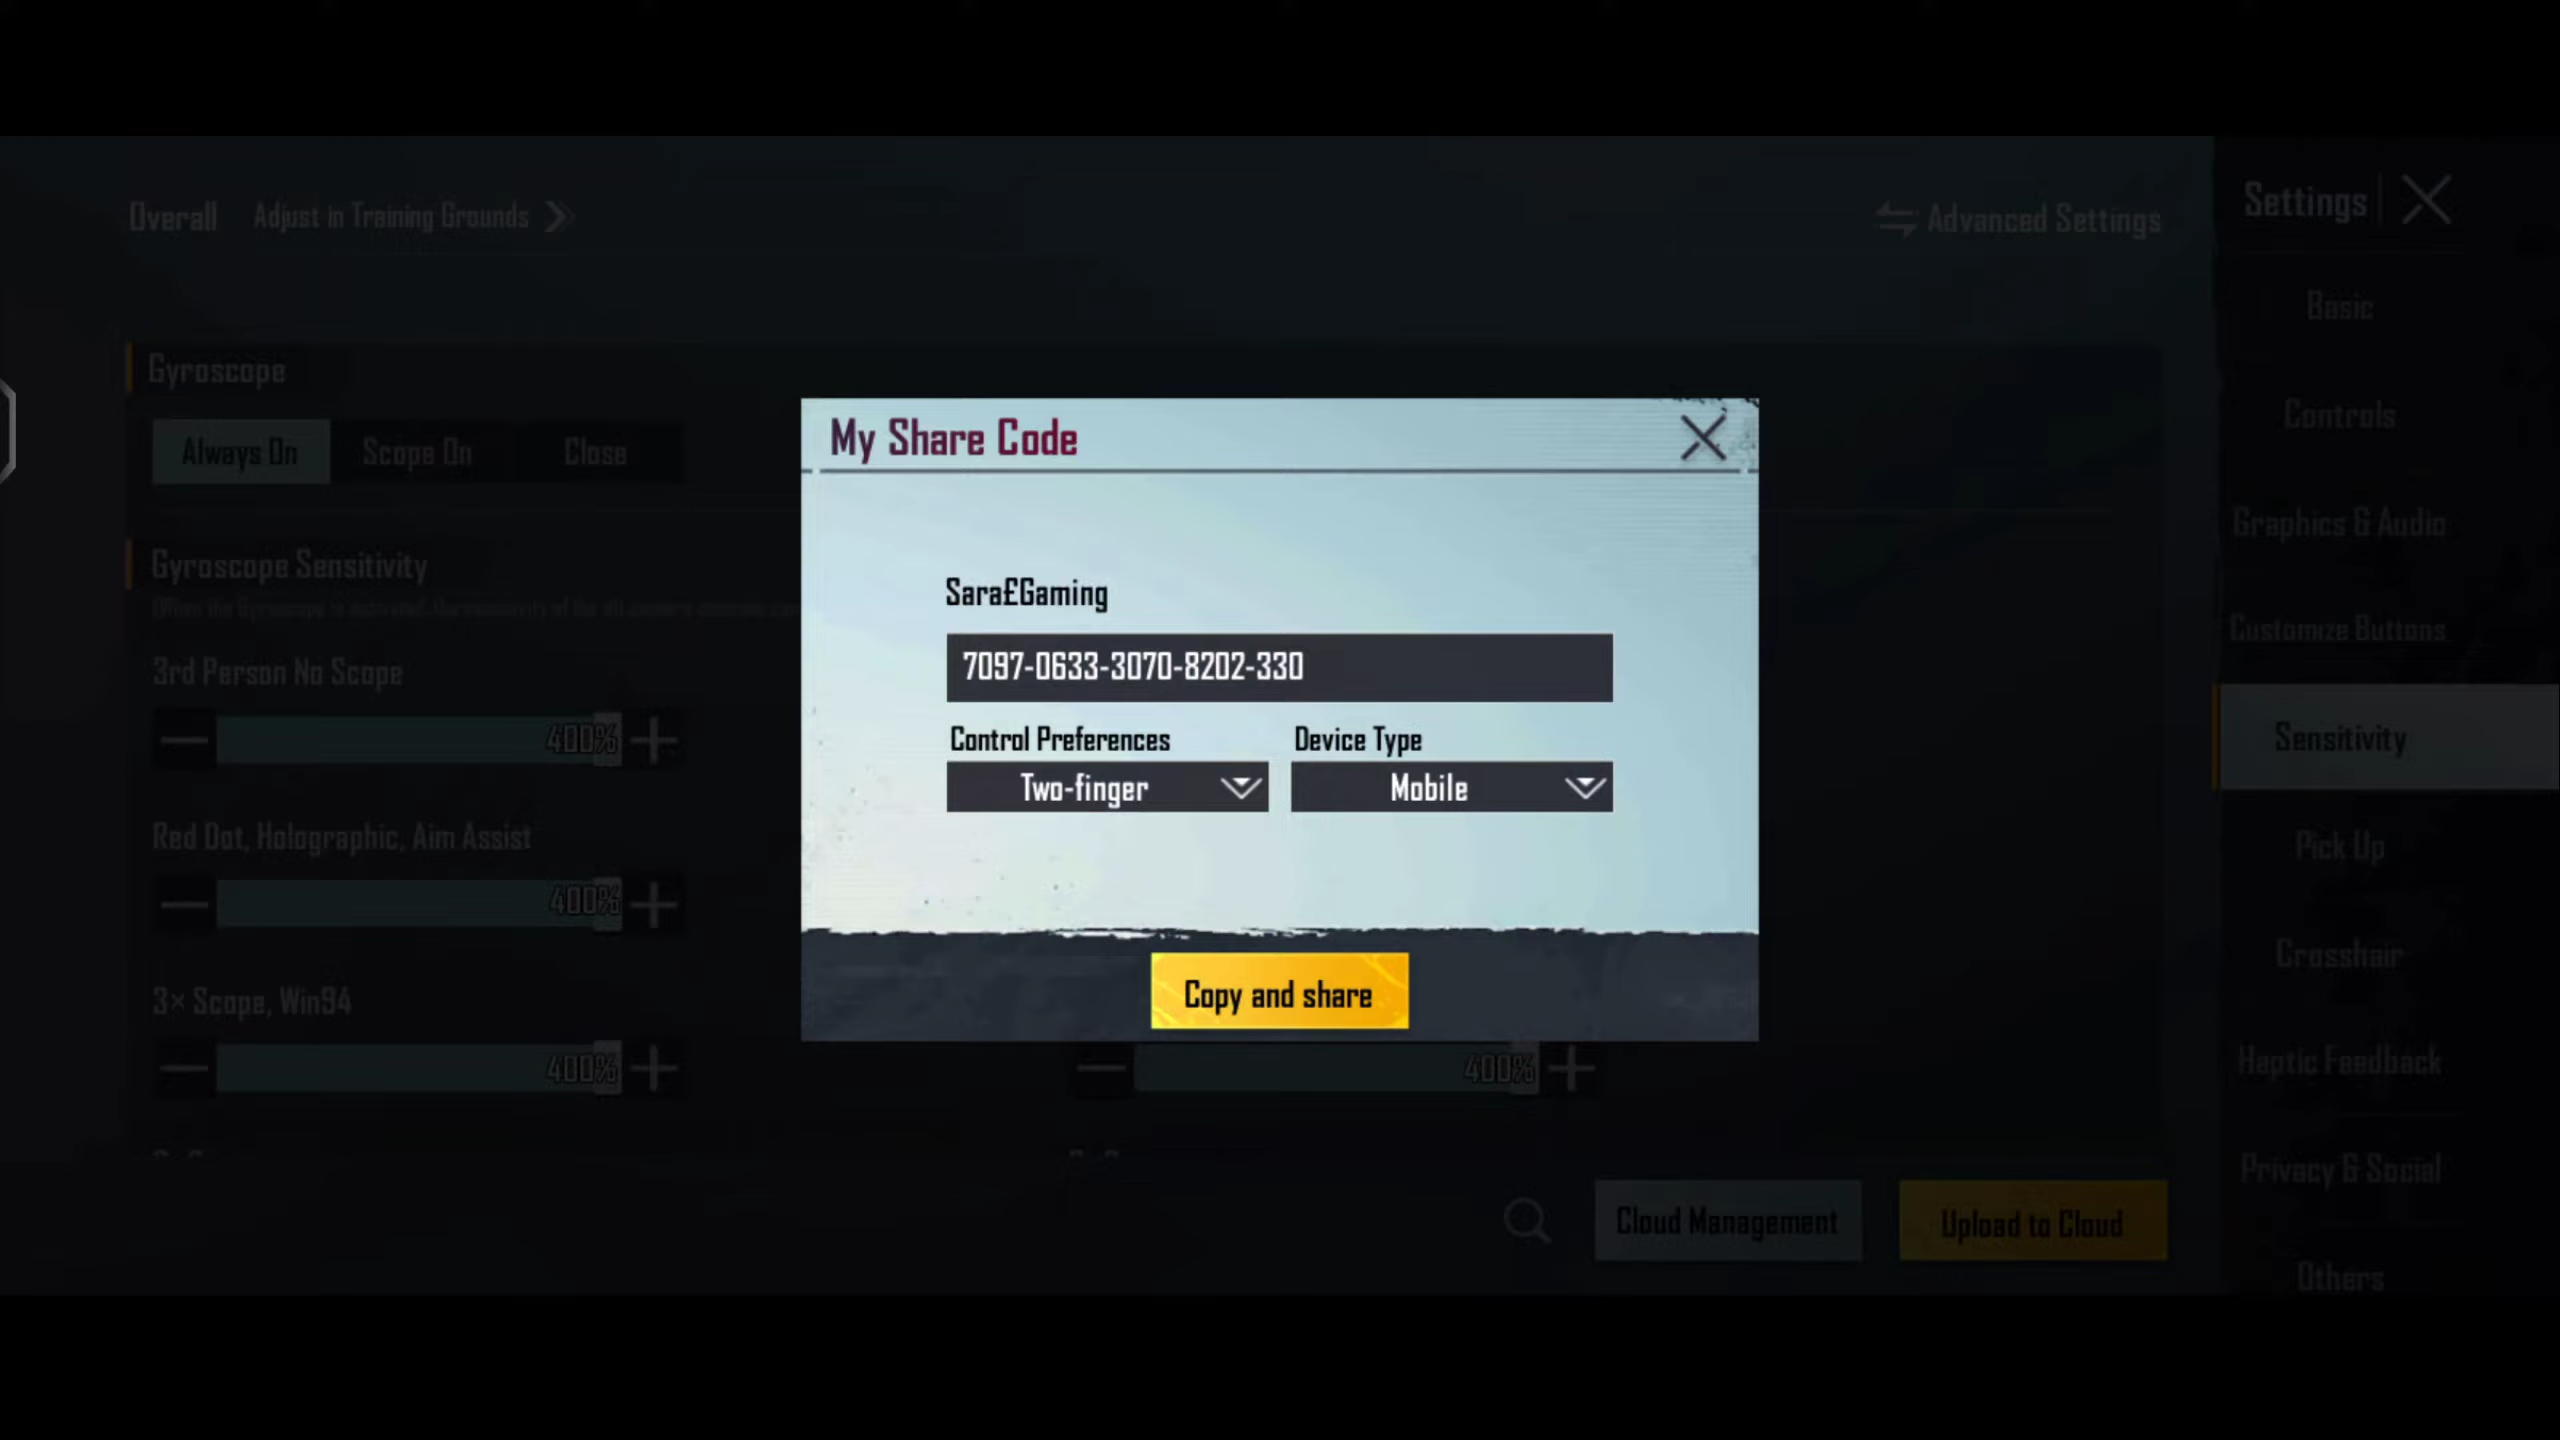 Overall Adjust in Training Grounds
Advanced Settings
Settings
Basic
Controls
Graphics & Audio
Customize Buttons
Sensitivity
Pick Up
Crosshair
Haptic Feedback
Privacy & Social
Others
Gyroscope
Always On Scope On Close
Gyroscope Sensitivity
3rd Person No Scope
400%
Red Dot, Holographic, Aim Assist
400%
3× Scope, Win94
400%
400%
My Share Code
Sara£Gaming
7097-0633-3070-8202-330
Control Preferences Device Type
Two-finger Mobile
Copy and share
Cloud Management Upload to Cloud